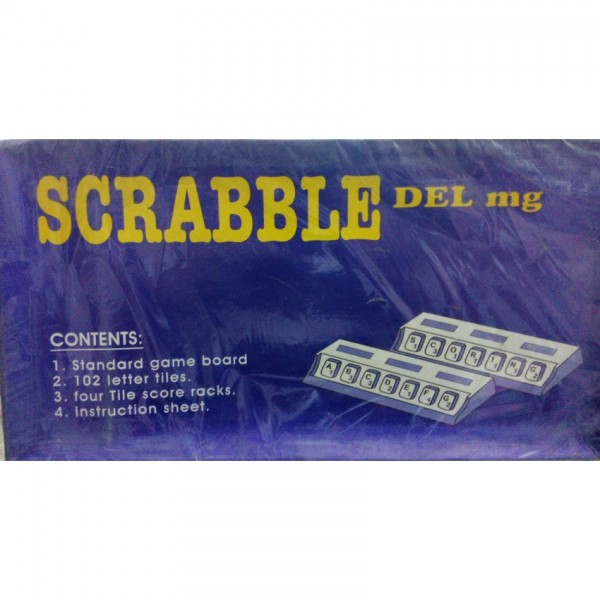 SCRABBLE DEL mg
CONTENTS:
1. Standard game board
2. 102 letter tiles.
3. four Tile score racks.
4. Instruction sheet.
S C O R I N G
A B C D E F G